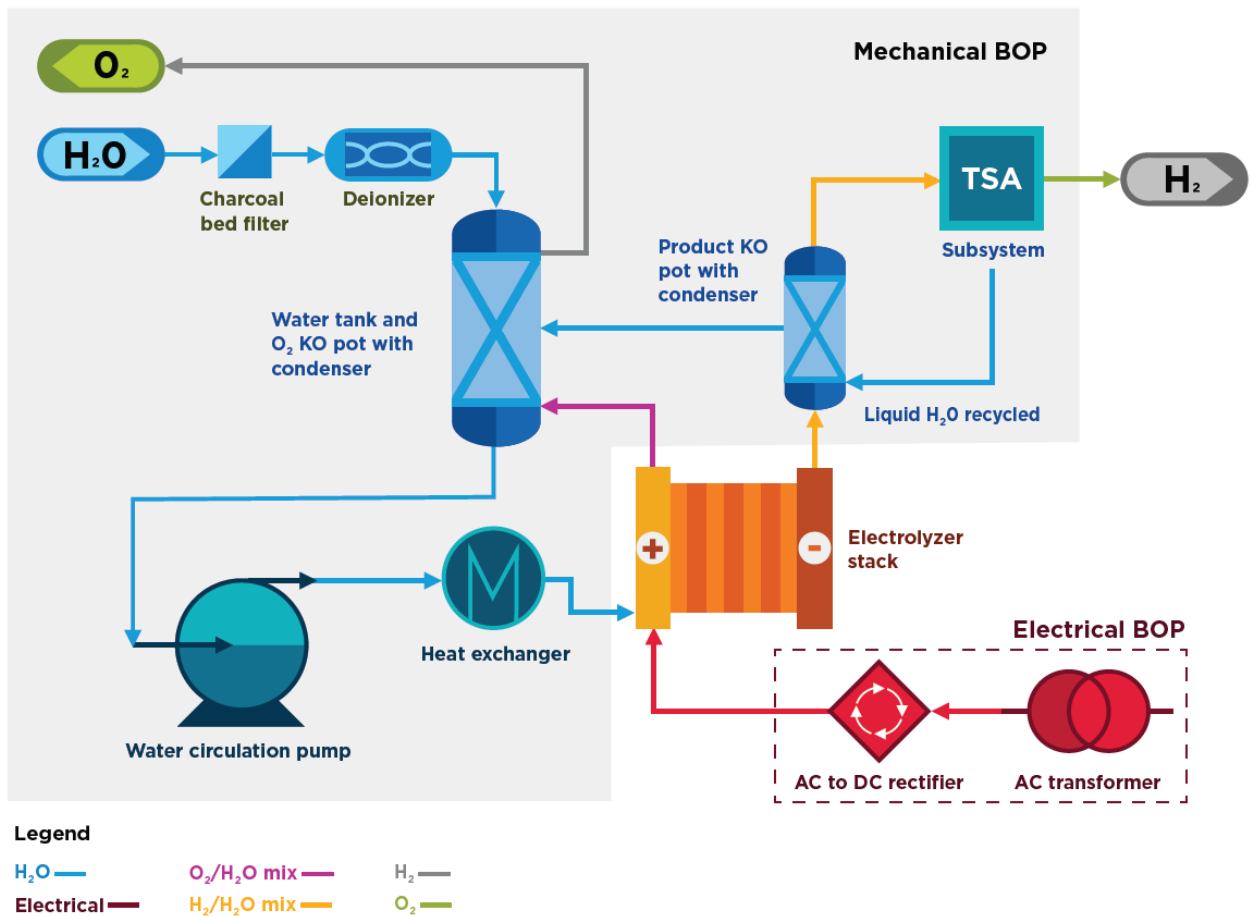 Mechanical BOP
O₂
H₂O
Charcoal
bed filter
Deionizer
TSA
Subsystem
H₂
Product KO
pot with
condenser
Water tank and
O₂ KO pot with
condenser
Liquid H₂0 recycled
+
-
Electrolyzer
stack
Heat exchanger
Water circulation pump
Electrical BOP
AC to DC rectifier
AC transformer
Legend
H₂O
O₂/H₂O mix
H₂
Electrical
H₂/H₂O mix
O₂